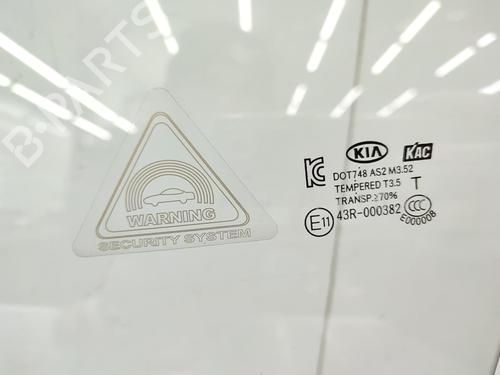 B-PARTS
WARNING
SECURITY SYSTEM
KIA KAC
DOT748 AS2 M3.52
TEMPERED T3.5 T
TRANSP.≥70%
E11 43R-000382 CCC
E000008